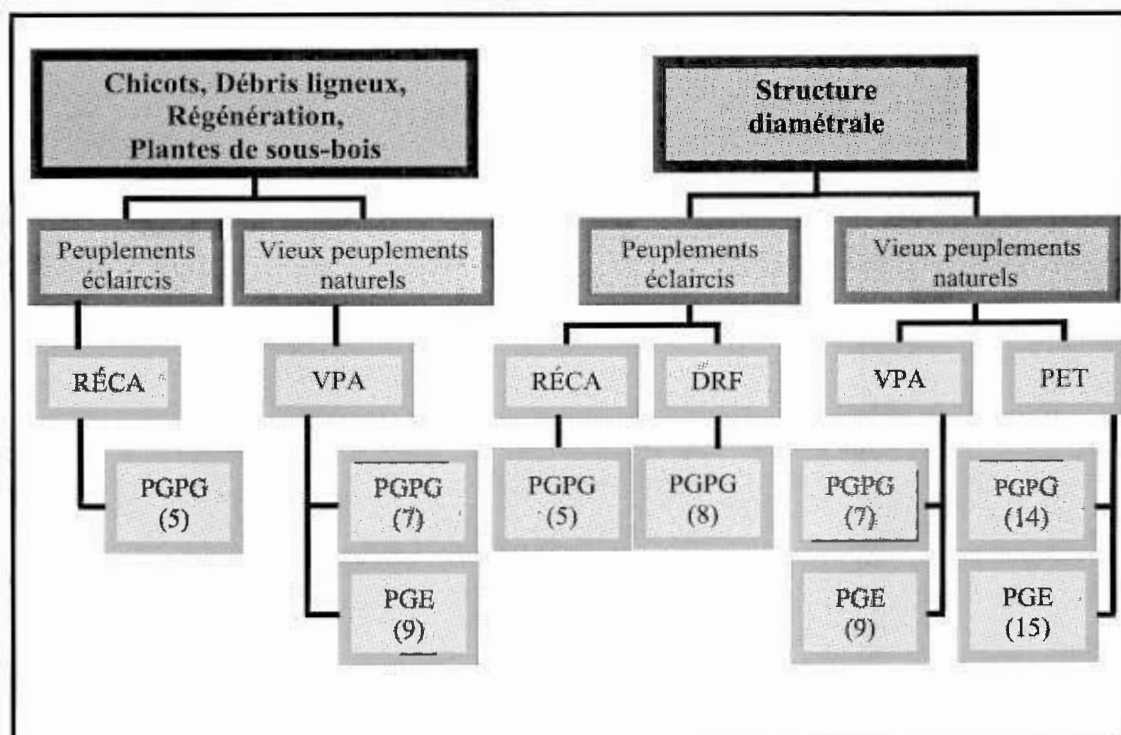 Chicots, Débris ligneux,
Régénération,
Plantes de sous-bois
Structure
diamétrale
Peuplements
éclaircis
Vieux peuplements
naturels
Peuplements
éclaircis
Vieux peuplements
naturels
RÉCA
VPA
RÉCA
DRF
VPA
PET
PGPG
(5)
PGPG
(7)
PGPG
(5)
PGPG
(8)
PGPG
(7)
PGPG
(14)
PGE
(9)
PGE
(9)
PGE
(15)